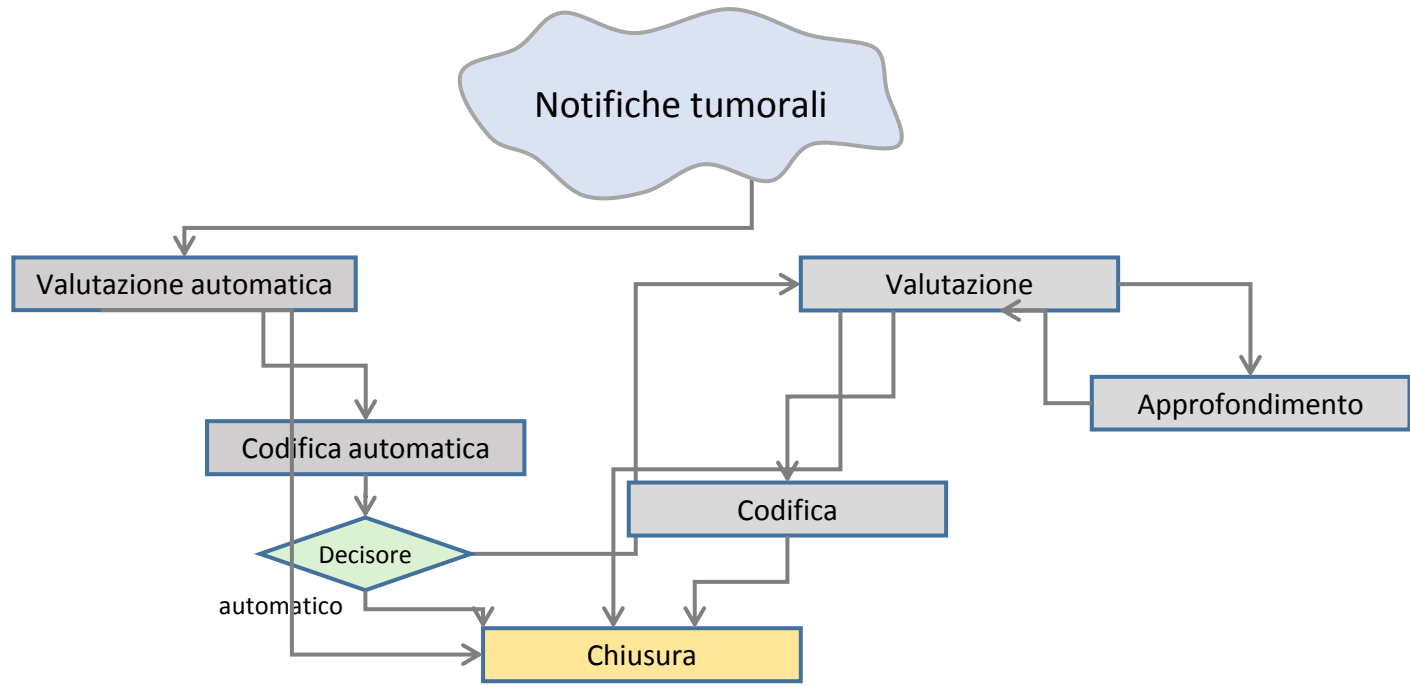 Notifiche tumorali
Valutazione automatica
Valutazione
Approfondimento
Codifica automatica
Codifica
Decisore
automatico
Chiusura